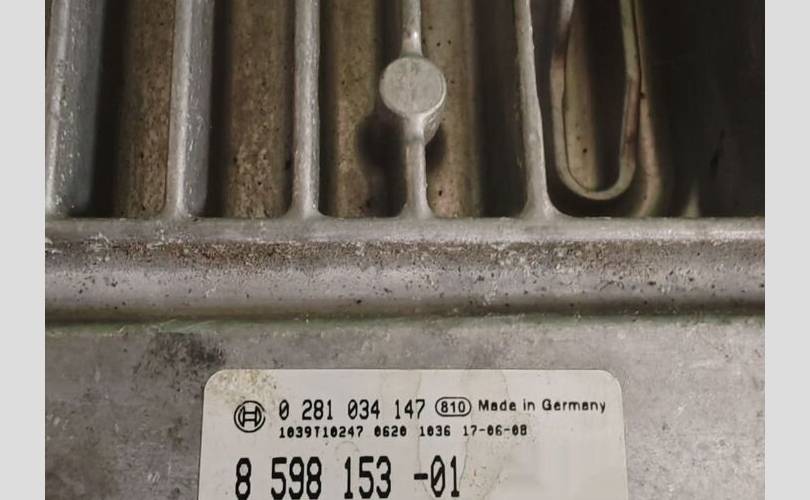 0 281 034 147 810 Made in Germany
1039T10247 0620 1036 17-06-08
8 598 153 -01